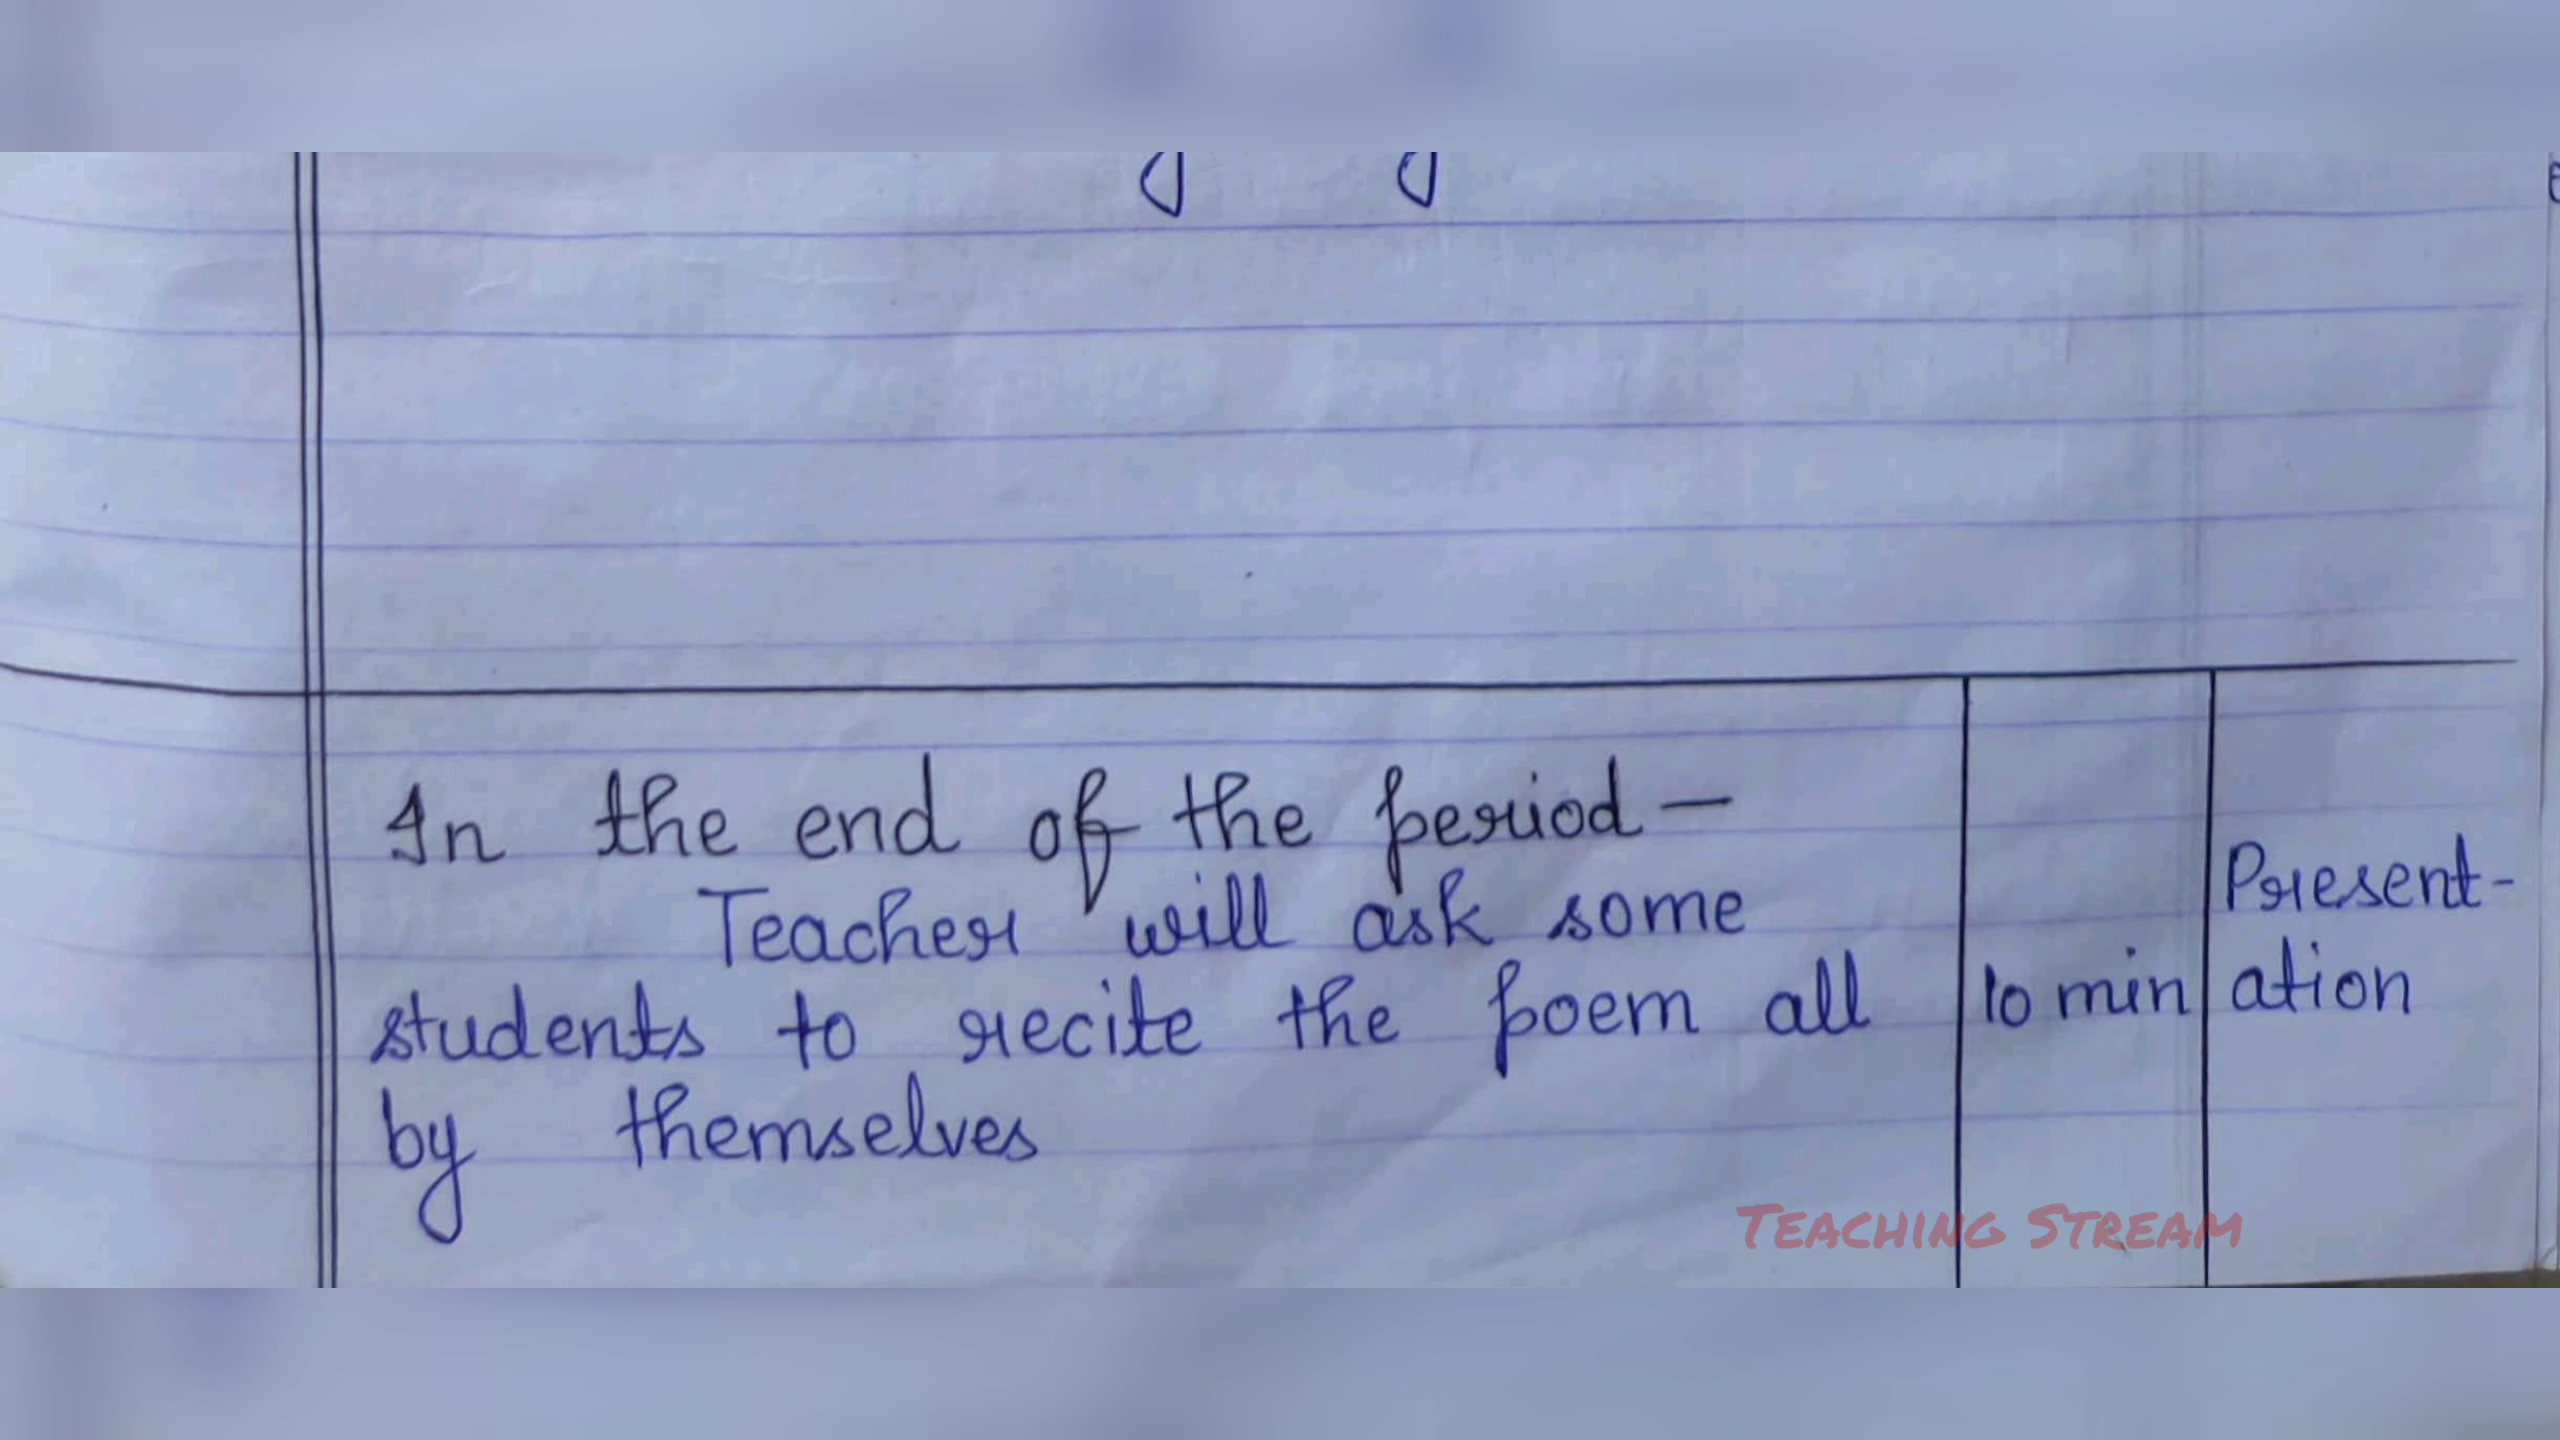 In the end of the period —
Teacher will ask some
students to recite the poem all
by themselves
10 min
Present-
ation
TEACHING STREAM